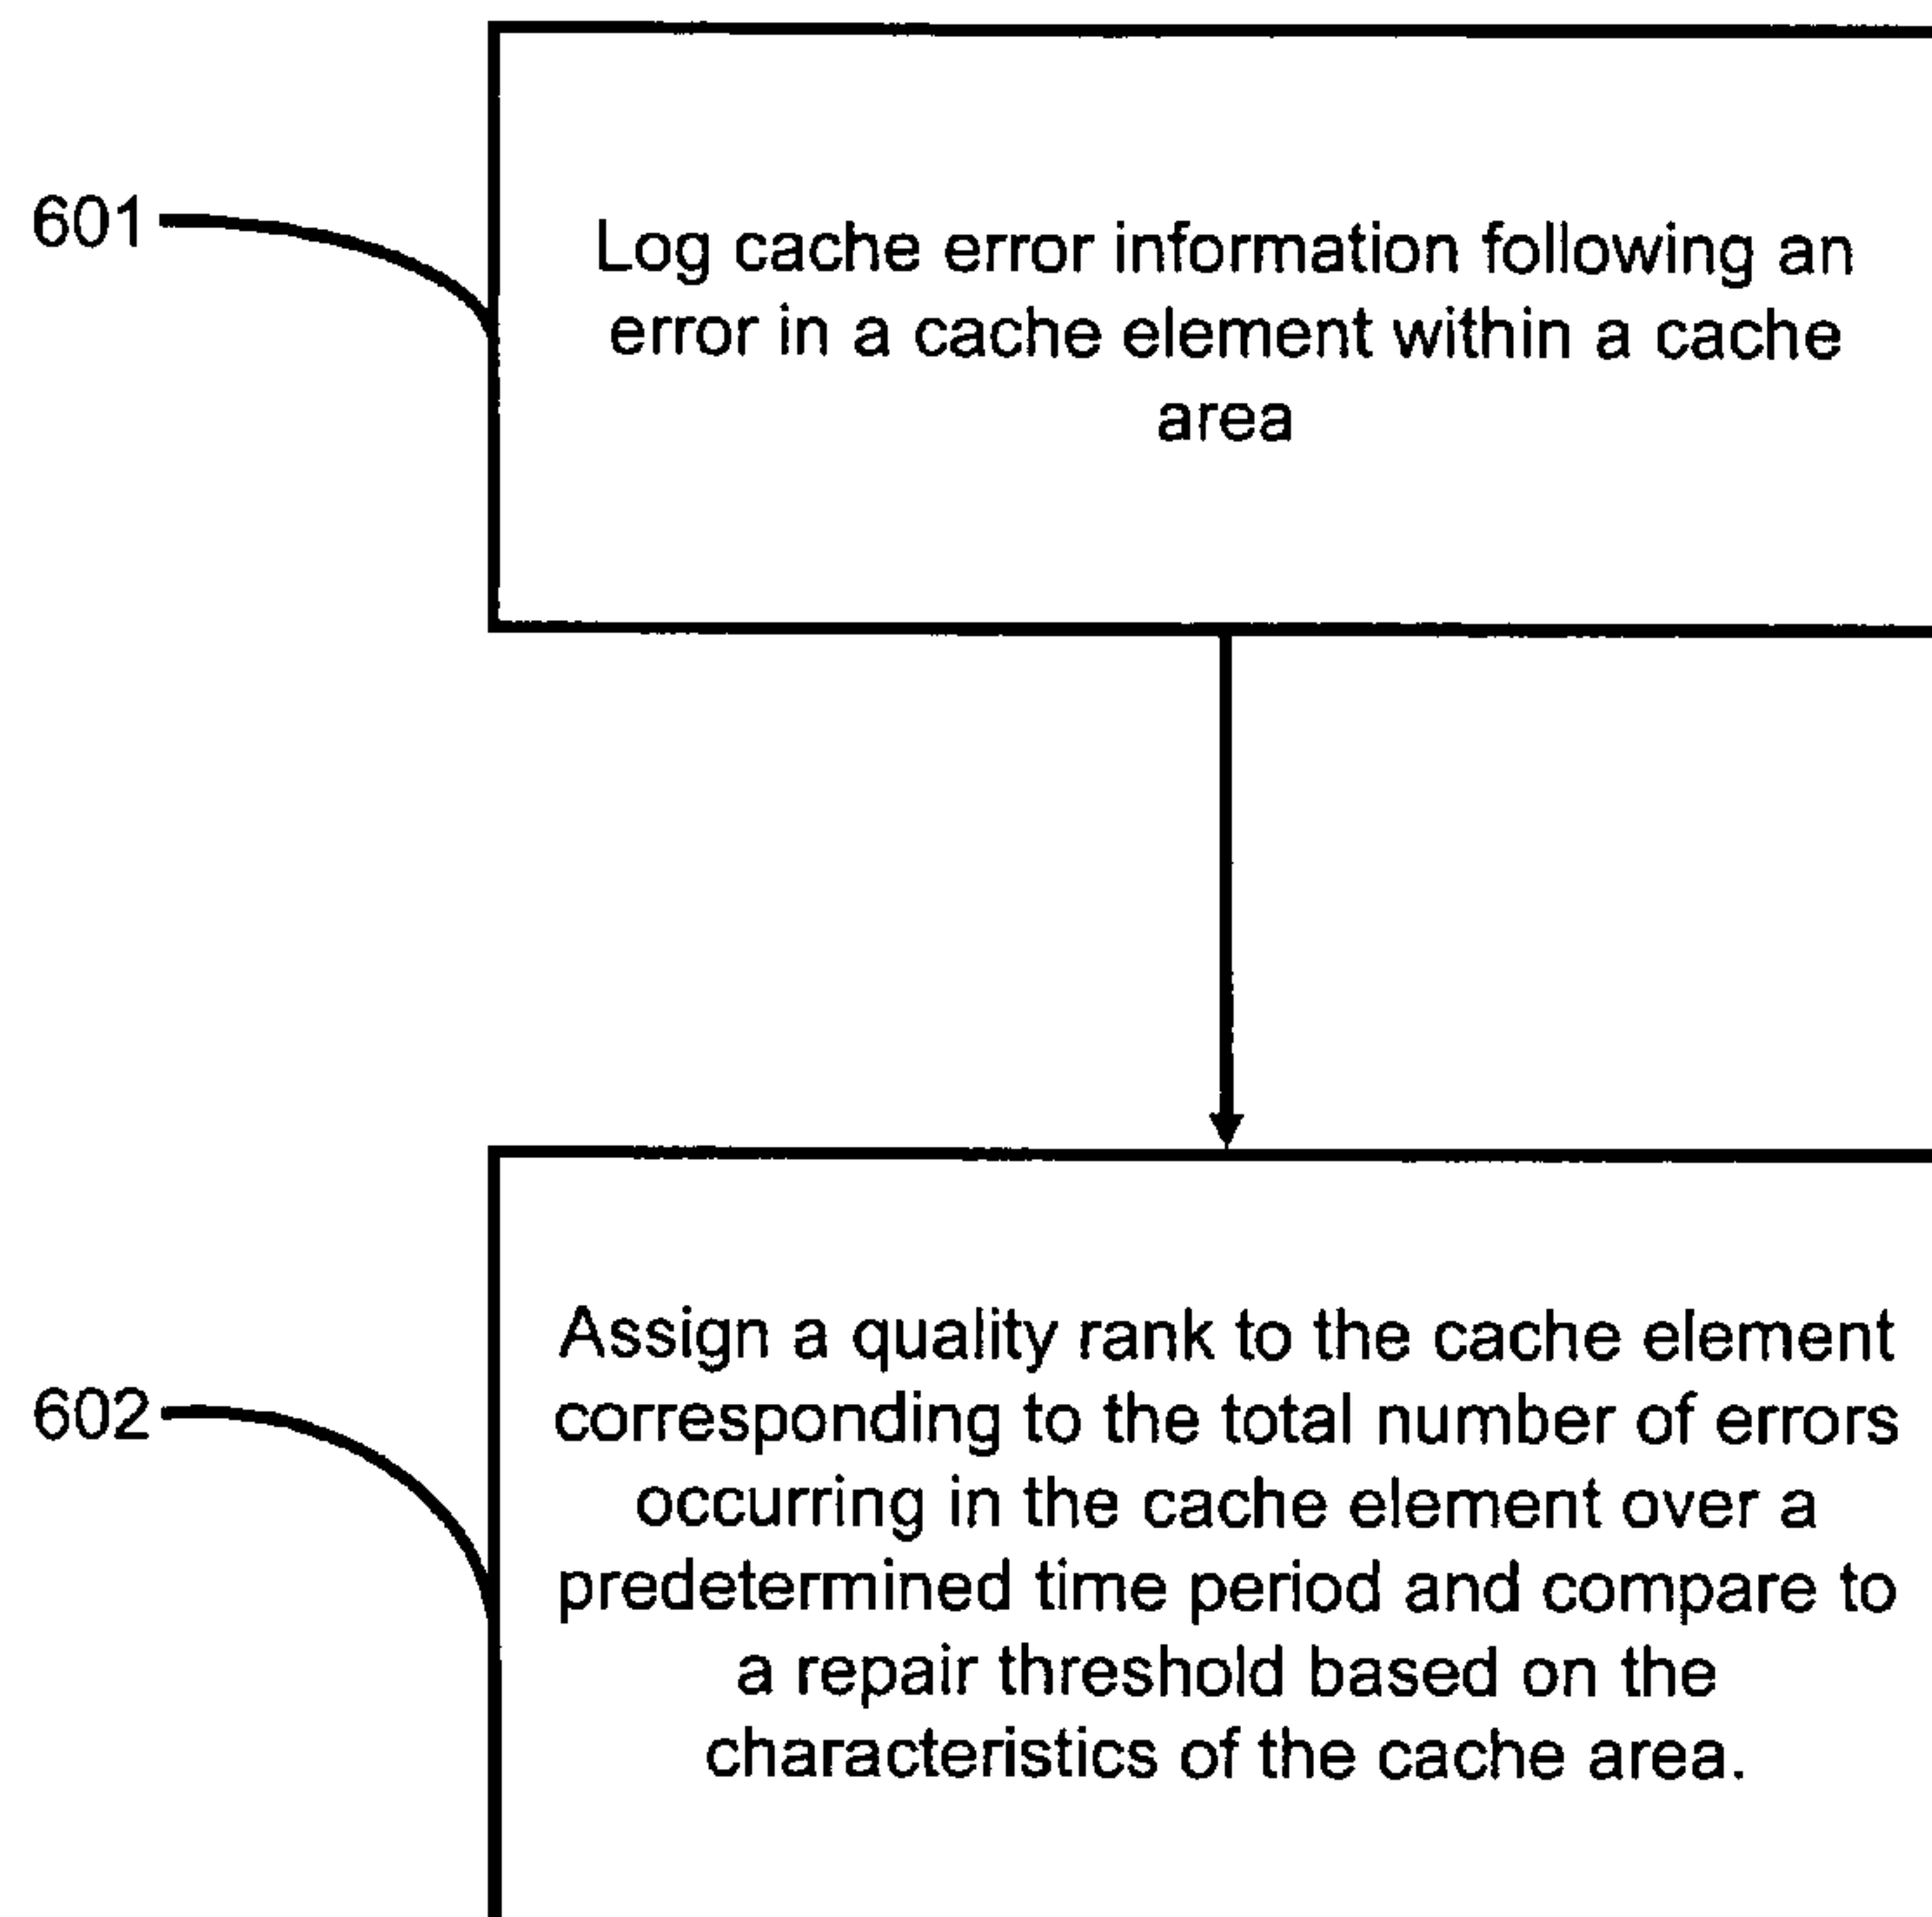 601
Log cache error information following an
error in a cache element within a cache
area
602
Assign a quality rank to the cache element
corresponding to the total number of errors
occurring in the cache element over a
predetermined time period and compare to
a repair threshold based on the
characteristics of the cache area.